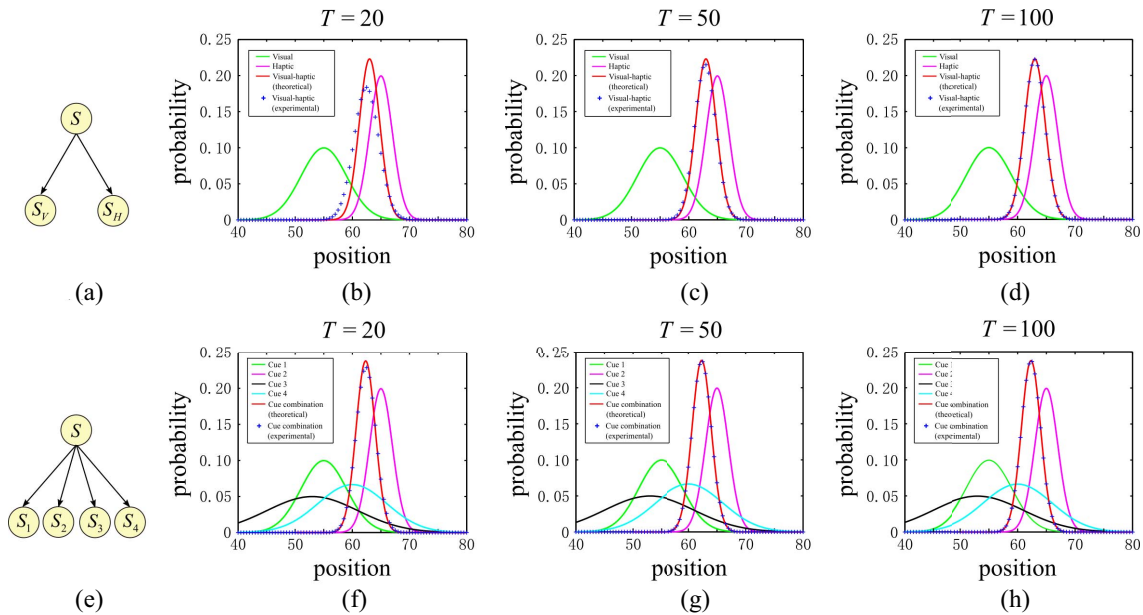 T = 20
T = 50
T = 100
S
S_V
S_H
(a)
probability
0.25
0.20
0.15
0.10
0.05
0
Visual
Haptic
Visual-haptic
(theoretical)
Visual-haptic
(experimental)
40 50 60 70 80
position
(b)
probability
0.25
0.20
0.15
0.10
0.05
0
Visual
Haptic
Visual-haptic
(theoretical)
Visual-haptic
(experimental)
40 50 60 70 80
position
(c)
probability
0.25
0.20
0.15
0.10
0.05
0
Visual
Haptic
Visual-haptic
(theoretical)
Visual-haptic
(experimental)
40 50 60 70 80
position
(d)
T = 20
T = 50
T = 100
S
S_1 S_2 S_3 S_4
(e)
probability
0.25
0.20
0.15
0.10
0.05
0
Cue 1
Cue 2
Cue 3
Cue 4
Cue combination
(theoretical)
Cue combination
(experimental)
40 50 60 70 80
position
(f)
probability
0.25
0.20
0.15
0.10
0.05
0
Cue 1
Cue 2
Cue 3
Cue 4
Cue combination
(theoretical)
Cue combination
(experimental)
40 50 60 70 80
position
(g)
probability
0.25
0.20
0.15
0.10
0.05
0
Cue
Cue
Cue
Cue
Cue combination
(theoretical)
Cue combination
(experimental)
40 50 60 70 80
position
(h)